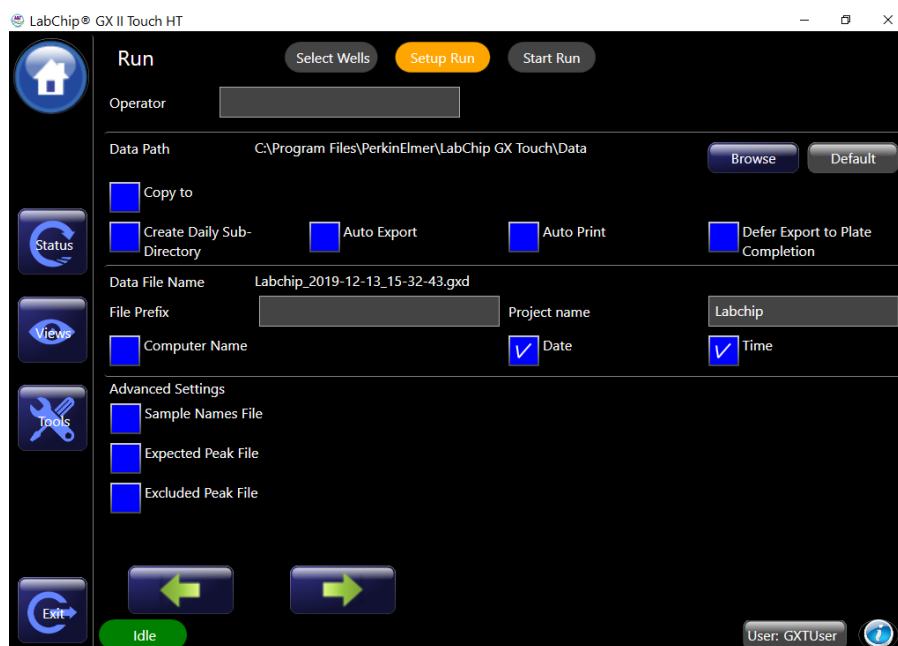 LabChip® GX II Touch HT
Run
Select Wells
Setup Run
Start Run
Operator
Data Path
C:\Program Files\PerkinElmer\LabChip GX Touch\Data
Browse
Default
Copy to
Create Daily Sub-
Directory
Auto Export
Auto Print
Defer Export to Plate
Completion
Status
Data File Name
Labchip_2019-12-13_15-32-43.gxd
File Prefix
Project name
Labchip
Views
Computer Name
Date
Time
Advanced Settings
Sample Names File
Tools
Expected Peak File
Excluded Peak File
Exit
Idle
User: GXTUser